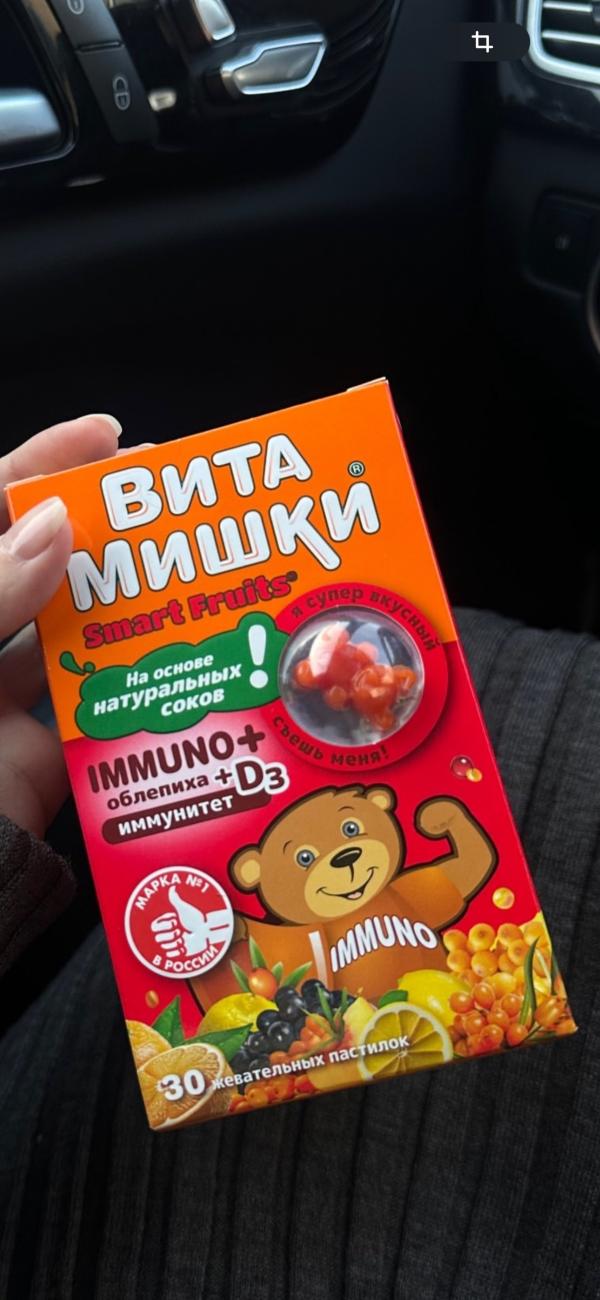 ВИТА
МИШКИ®
Smart Fruits®
На основе
натуральных
соков!
я супер вкусный
съешь меня!
IMMUNO+
облепиха +D3
иммунитет
МАРКА №1
В РОССИИ
IMMUNO
30 жевательных пастилок